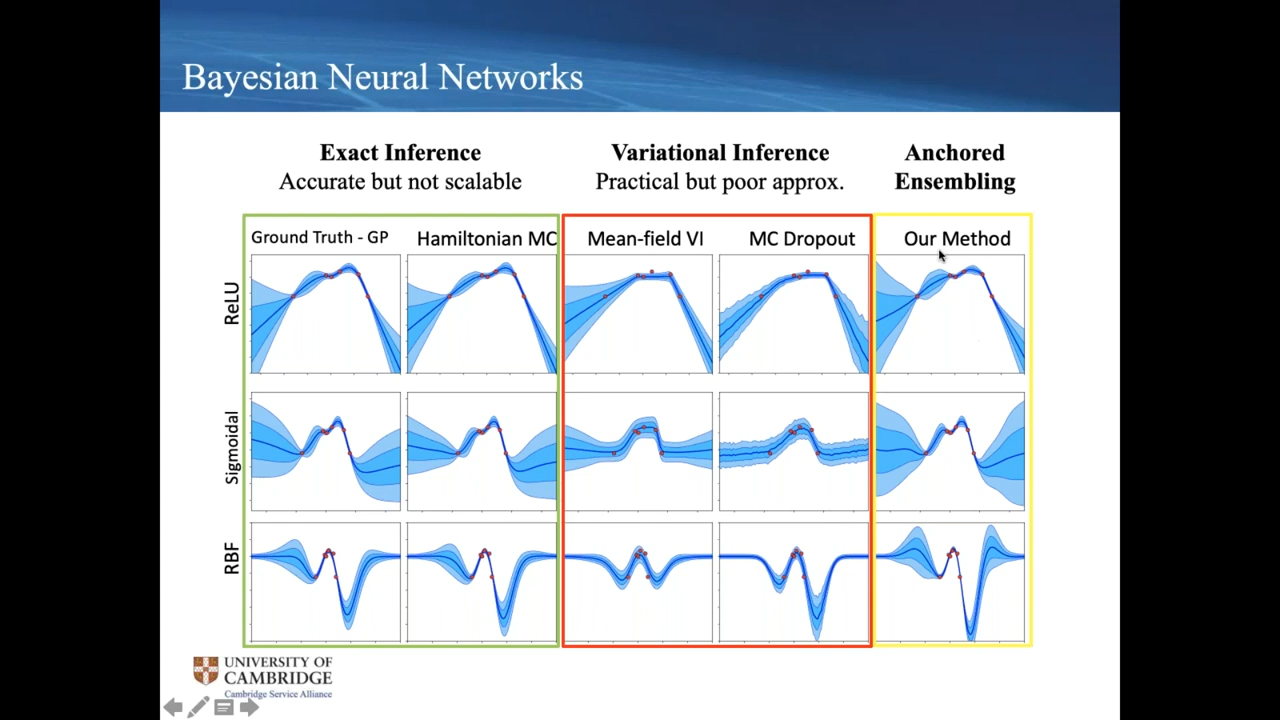 Bayesian Neural Networks
Exact Inference
Accurate but not scalable
Variational Inference
Practical but poor approx.
Anchored
Ensembling
Ground Truth - GP
Hamiltonian MC
Mean-field VI
MC Dropout
Our Method
ReLU
Sigmoidal
RBF
UNIVERSITY OF
CAMBRIDGE
Cambridge Service Alliance